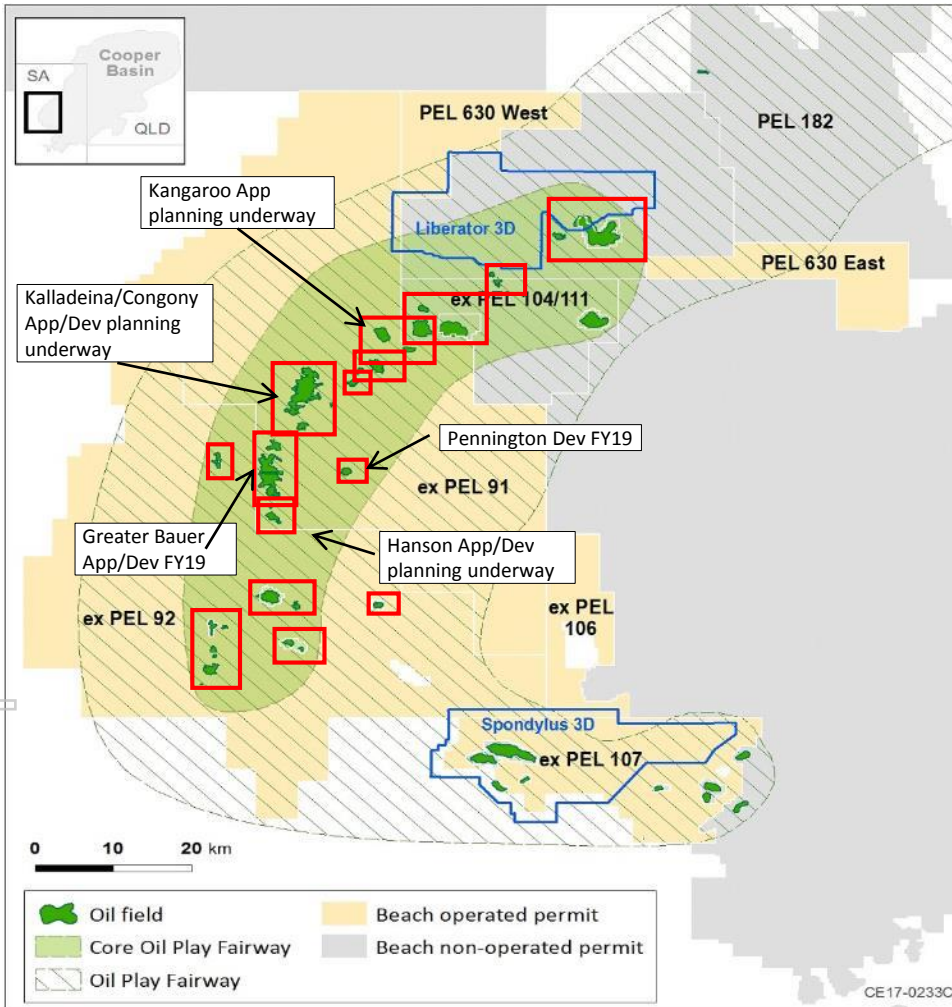 Cooper
Basin
SA
QLD
PEL 630 West
PEL 182
Kangaroo App
planning underway
Liberator 3D
PEL 630 East
Kalladeina/Congony
App/Dev planning
underway
ex PEL 104/111
Pennington Dev FY19
ex PEL 91
Greater Bauer
App/Dev FY19
Hanson App/Dev
planning underway
ex PEL 92
ex PEL
106
Spondylus 3D
ex PEL 107
0 10 20 km
Oil field
Core Oil Play Fairway
Oil Play Fairway
Beach operated permit
Beach non-operated permit
CE17-0233C